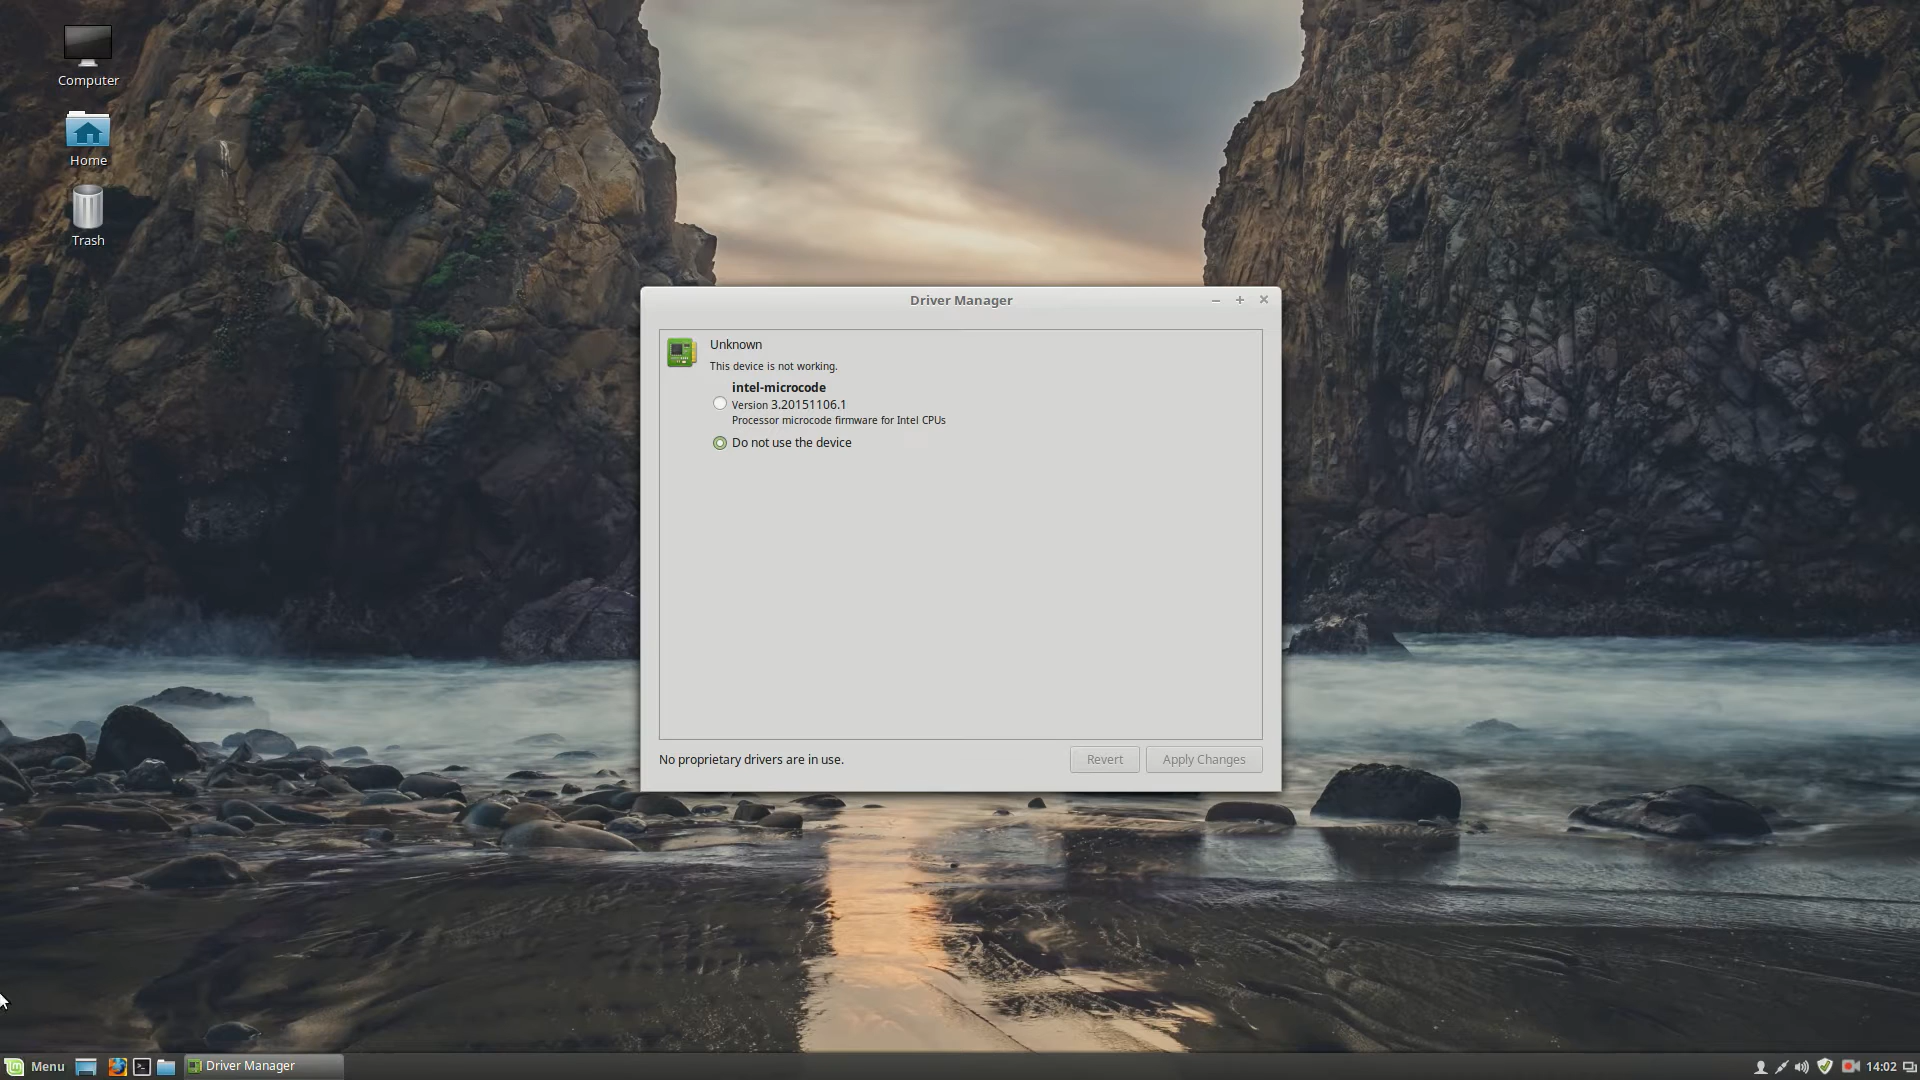 Computer
Home
Trash
Driver Manager
Unknown
This device is not working.
intel-microcode
Version 3.20151106.1
Processor microcode firmware for Intel CPUs
Do not use the device
No proprietary drivers are in use.
Revert
Apply Changes
Menu
Driver Manager
14:02